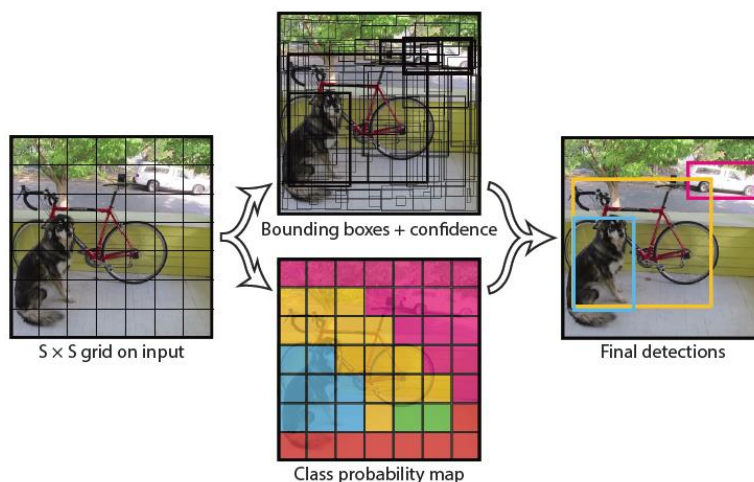 Bounding boxes + confidence
S × S grid on input
Final detections
Class probability map